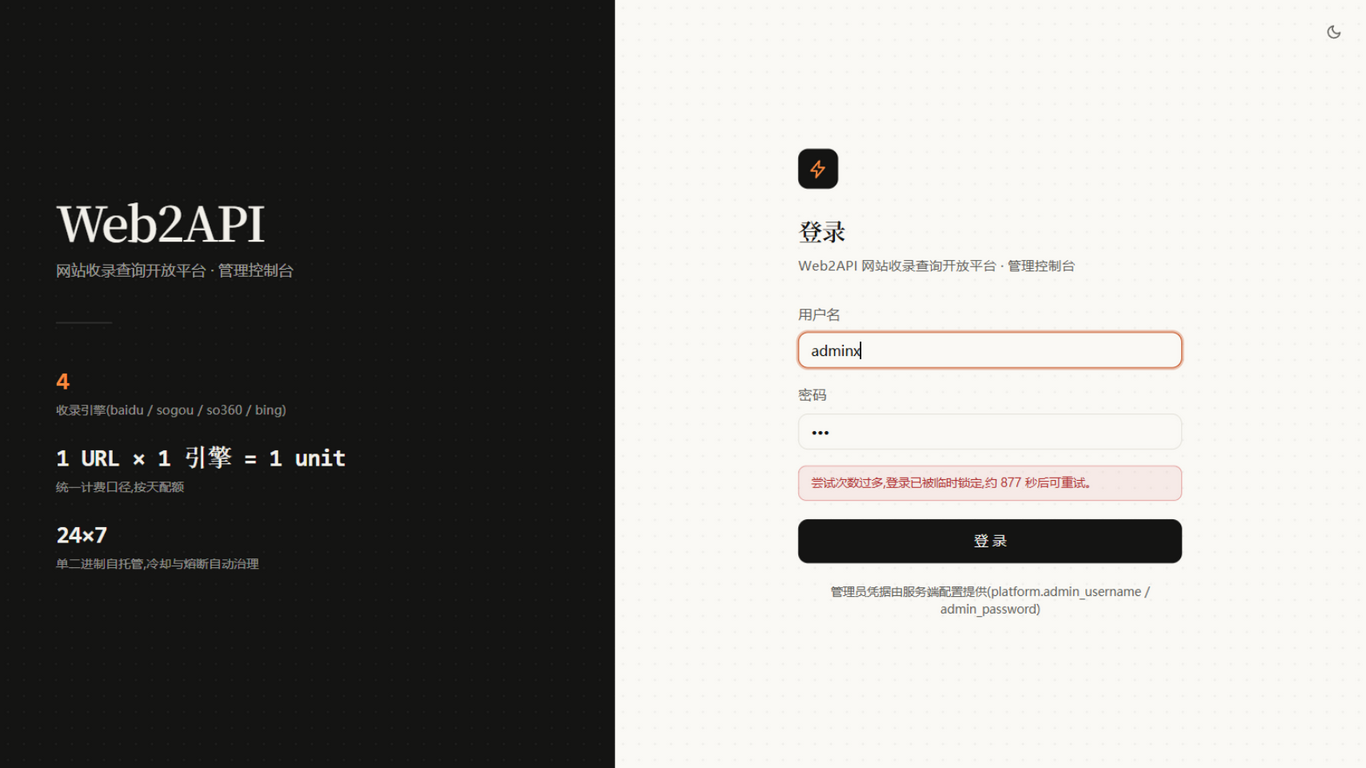 Web2API
网站收录查询开放平台 · 管理控制台
4
收录引擎(baidu / sogou / so360 / bing)
1 URL × 1 引擎 = 1 unit
统一计费口径,按天配额
24×7
单二进制自托管,冷却与熔断自动治理
登录
Web2API 网站收录查询开放平台 · 管理控制台
用户名
adminx
密码
•••
尝试次数过多,登录已被临时锁定,约 877 秒后可重试。
登 录
管理员凭据由服务端配置提供(platform.admin_username /
admin_password)